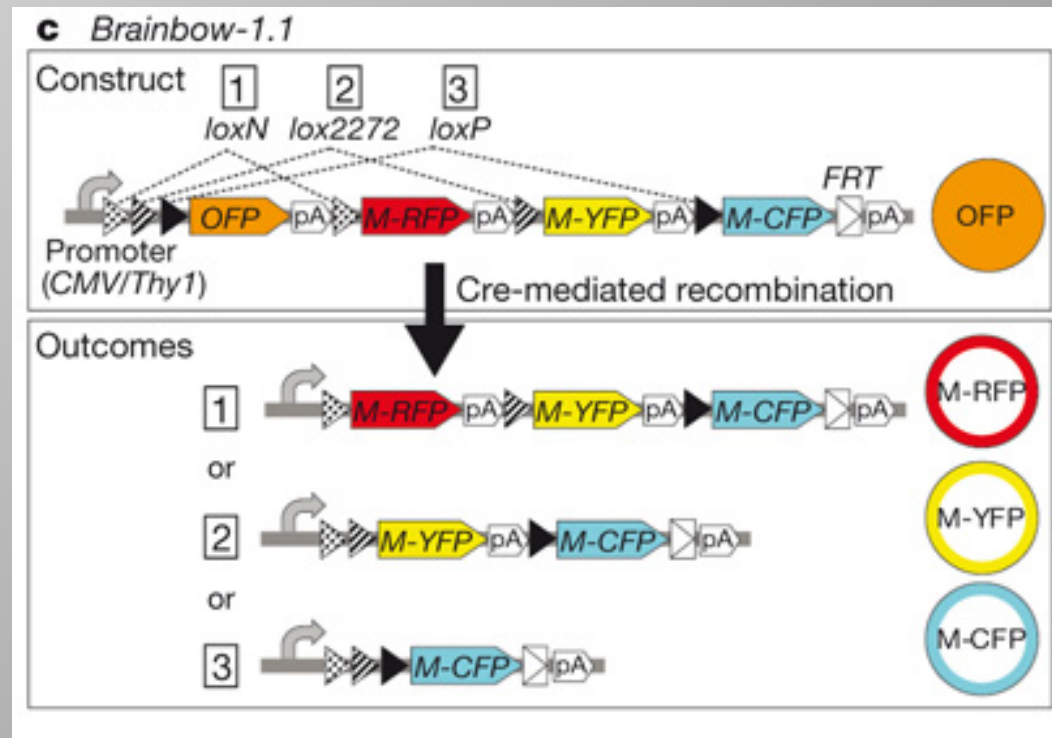 c Brainbow-1.1
Construct
1 2 3
loxN lox2272 loxP
FRT
OFP pA M-RFP pA M-YFP pA M-CFP pA OFP
Promoter
(CMV/Thy1)
Cre-mediated recombination
Outcomes
1 M-RFP pA M-YFP pA M-CFP pA M-RFP
or
2 M-YFP pA M-CFP pA M-YFP
or
3 M-CFP pA M-CFP